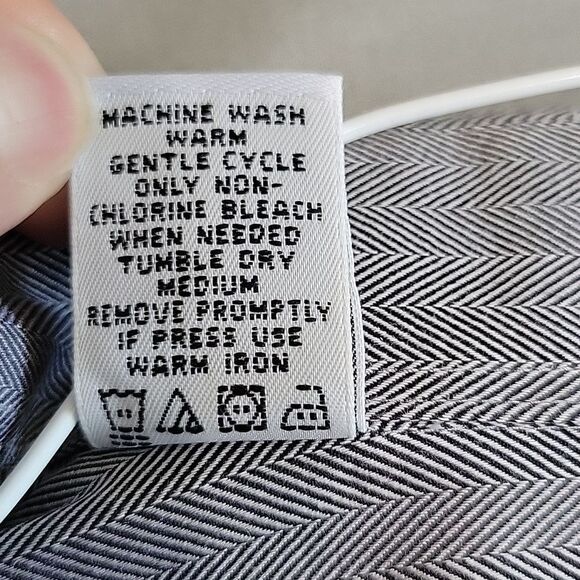 MACHINE WASH
WARM
GENTLE CYCLE
ONLY NON-
CHLORINE BLEACH
WHEN NEEDED
TUMBLE DRY
MEDIUM
REMOVE PROMPTLY
IF PRESS USE
WARM IRON